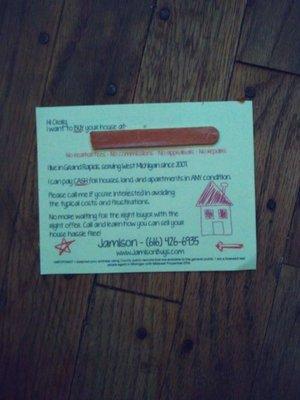 Hi Cindy,
I want to BUY your house at
No realtor fees - No commissions - No appraisals - No repairs
I live in Grand Rapids, serving West Michigan since 2007.
I can pay CASH for houses, land, and apartments in ANY condition.
Please call me if you're interested in avoiding
the typical costs and fluctuations.
No more waiting for the right buyer with the
right offer. Call and learn how you can sell your
house hassle free!
Jamison - (616) 426-6935
www.JamisonBuys.com